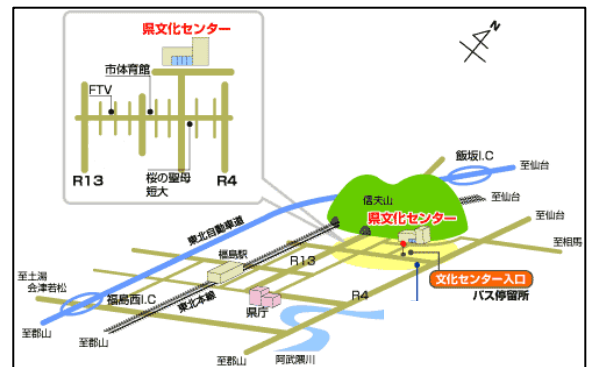 県文化センター
市体育館
FTV
R13
桜の聖母
短大
R4
N
飯坂I.C
至仙台
至仙台
至仙台
信夫山
県文化センター
至相馬
東北自動車道
福島駅
R13
文化センター入口
バス停留所
至土湯
会津若松
福島西I.C
東北本線
県庁
R4
至郡山
至郡山
至郡山
阿武隈川